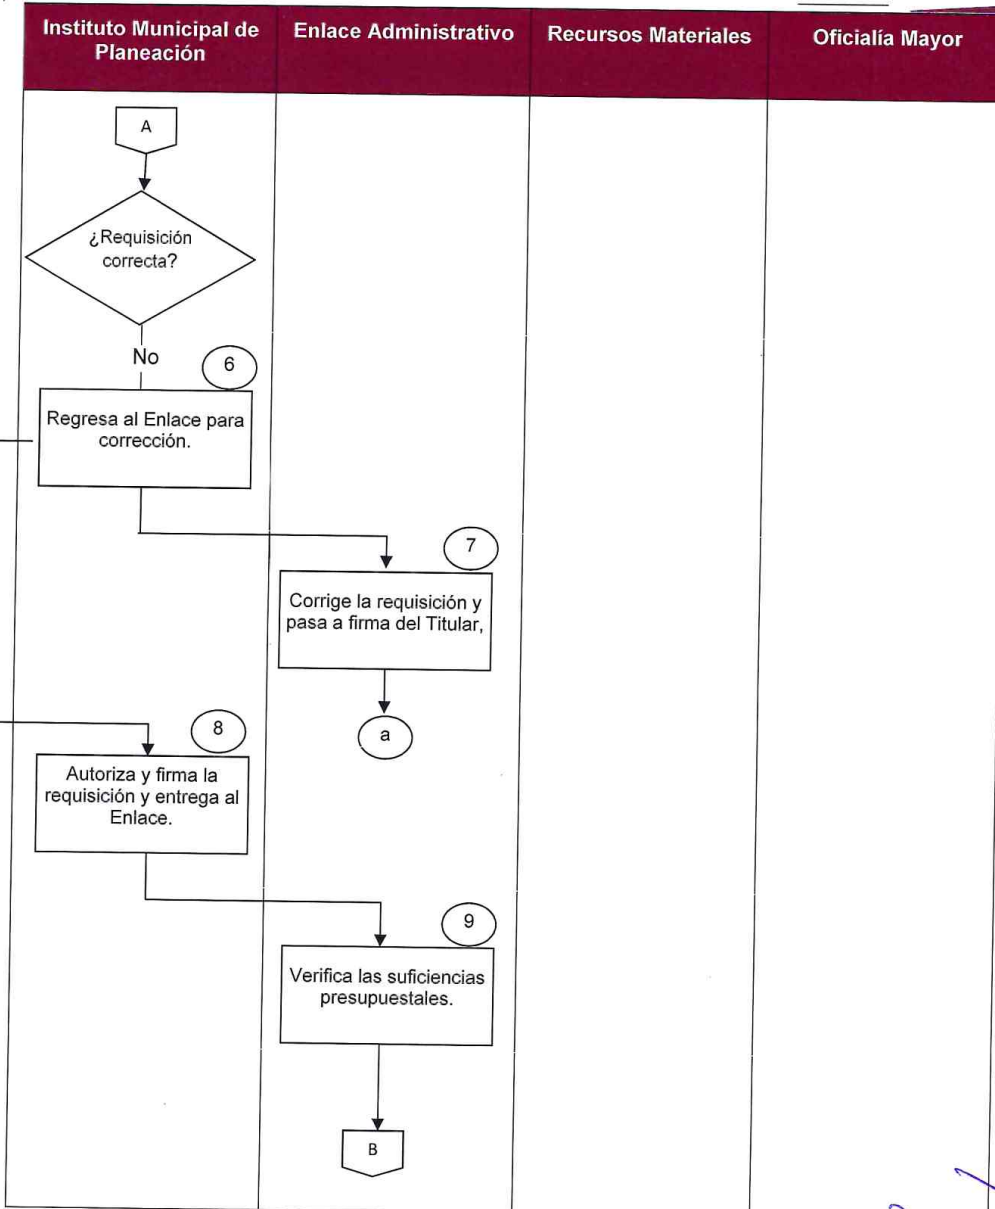 Instituto Municipal de
Planeación
Enlace Administrativo
Recursos Materiales
Oficialía Mayor
A
¿Requisición
correcta?
No
6
Regresa al Enlace para
corrección.
7
Corrige la requisición y
pasa a firma del Titular,
a
8
Autoriza y firma la
requisición y entrega al
Enlace.
9
Verifica las suficiencias
presupuestales.
B